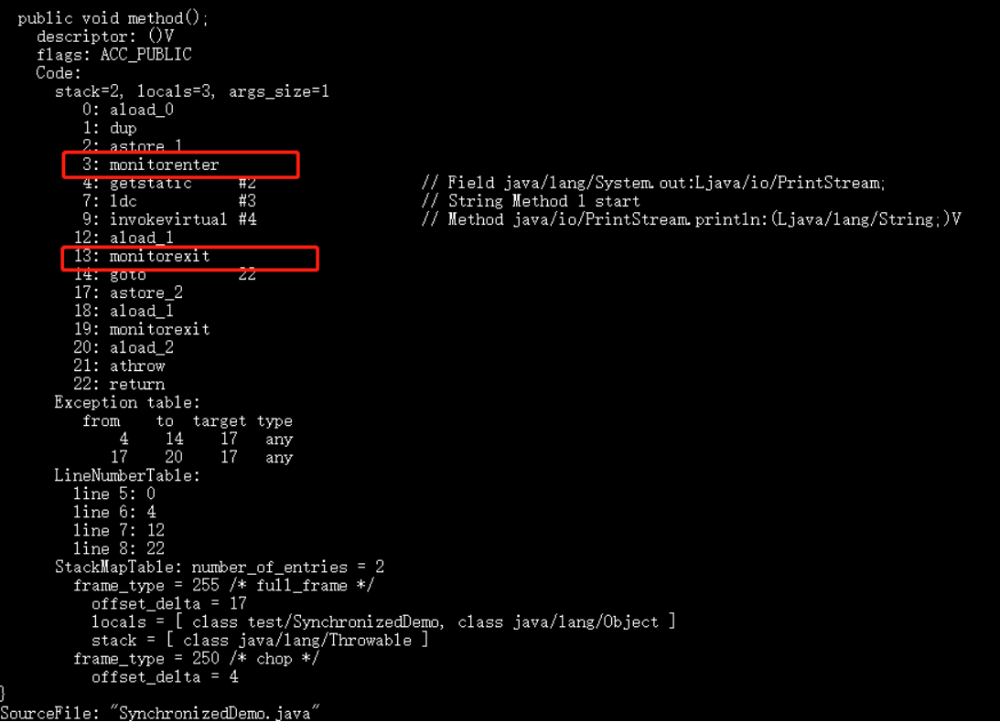 public void method();
descriptor: ()V
flags: ACC_PUBLIC
Code:
stack=2, locals=3, args_size=1
0: aload_0
1: dup
2: astore_1
3: monitorenter
4: getstatic #2 // Field java/lang/System.out:Ljava/io/PrintStream;
7: ldc #3 // String Method 1 start
9: invokevirtual #4 // Method java/io/PrintStream.println:(Ljava/lang/String;)V
12: aload_1
13: monitorexit
14: goto 22
17: astore_2
18: aload_1
19: monitorexit
20: aload_2
21: athrow
22: return
Exception table:
from to target type
4 14 17 any
17 20 17 any
LineNumberTable:
line 5: 0
line 6: 4
line 7: 12
line 8: 22
StackMapTable: number_of_entries = 2
frame_type = 255 /* full_frame */
offset_delta = 17
locals = [ class test/SynchronizedDemo, class java/lang/Object ]
stack = [ class java/lang/Throwable ]
frame_type = 250 /* chop */
offset_delta = 4
}
SourceFile: "SynchronizedDemo.java"